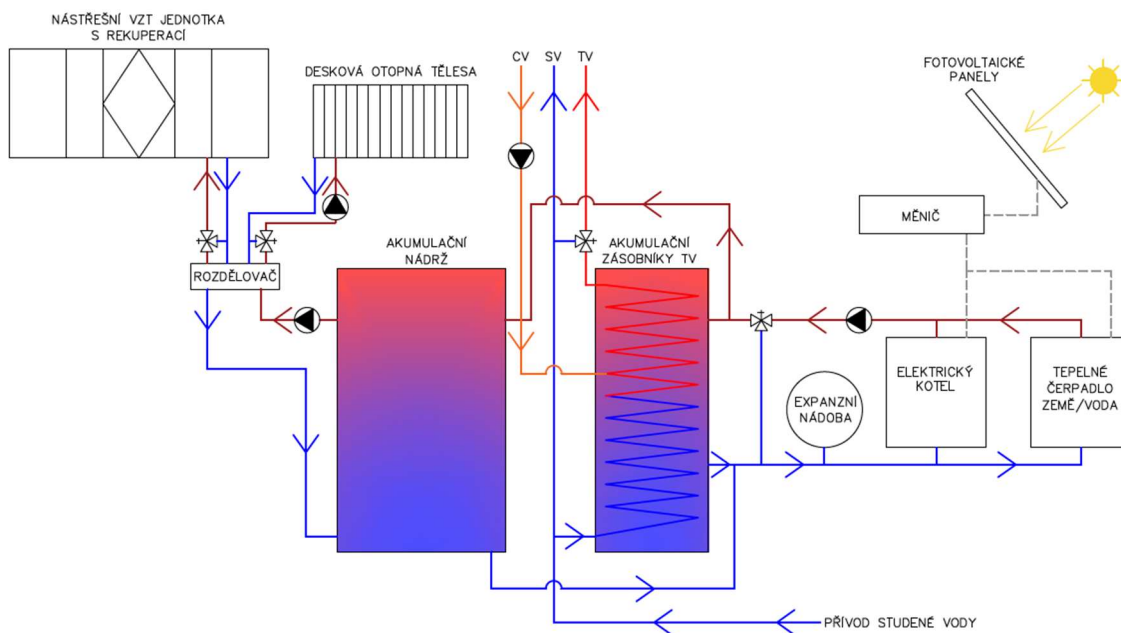 NÁSTŘEŠNÍ VZT JEDNOTKA
S REKUPERACÍ
DESKOVÁ OTOPNÁ TĚLESA
CV
SV
TV
FOTOVOLTAICKÉ
PANELY
MĚNIČ
ROZDĚLOVAČ
AKUMULAČNÍ
NÁDRŽ
AKUMULAČNÍ
ZÁSOBNÍKY TV
EXPANZNÍ
NÁDOBA
ELEKTRICKÝ
KOTEL
TEPELNÉ
ČERPADLO
ZEMĚ/VODA
PŘÍVOD STUDENÉ VODY